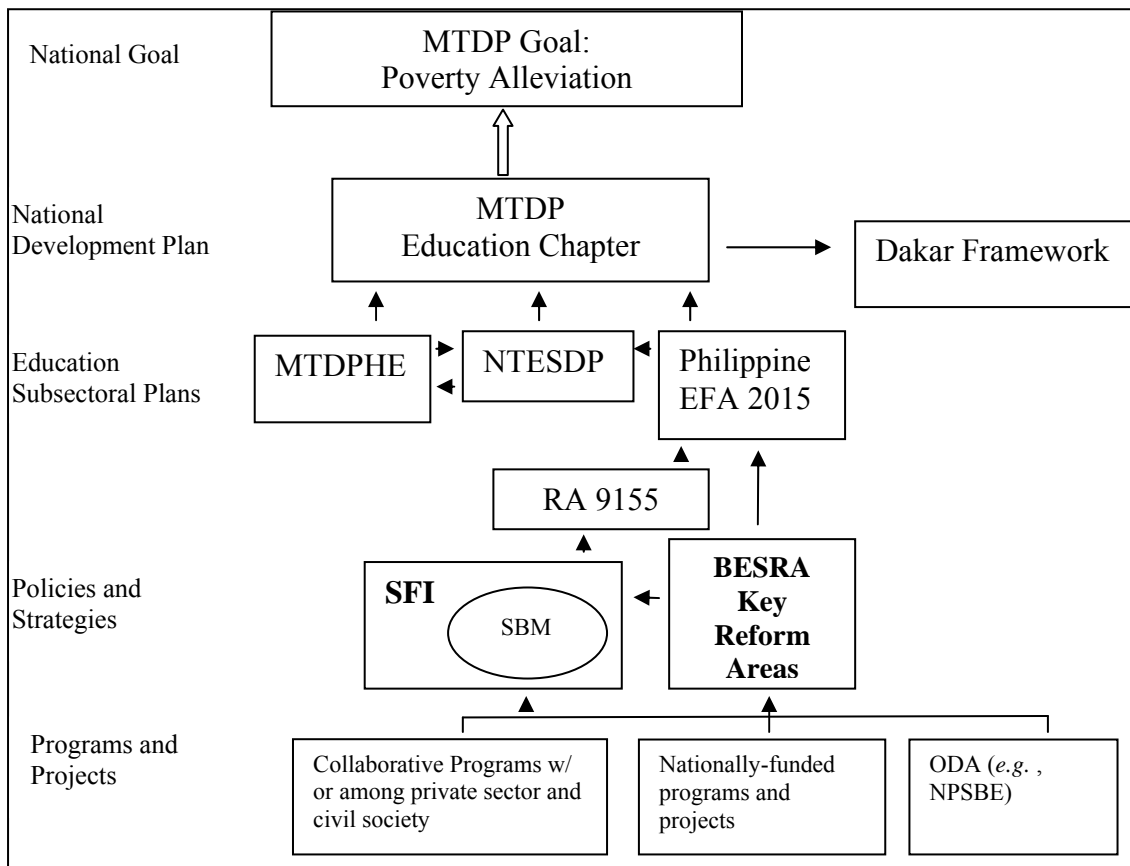 National Goal
MTDP Goal:
Poverty Alleviation
National
Development Plan
MTDP
Education Chapter
Dakar Framework
Education
Subsectoral Plans
MTDPHE
NTESDP
Philippine
EFA 2015
RA 9155
Policies and
Strategies
SFI
SBM
BESRA
Key
Reform
Areas
Programs and
Projects
Collaborative Programs w/
or among private sector and
civil society
Nationally-funded
programs and
projects
ODA (e.g. ,
NPSBE)